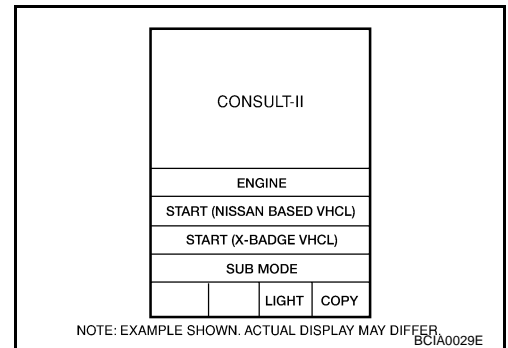 CONSULT-II
ENGINE
START (NISSAN BASED VHCL)
START (X-BADGE VHCL)
SUB MODE
LIGHT COPY
NOTE: EXAMPLE SHOWN. ACTUAL DISPLAY MAY DIFFER.
BCIA0029E